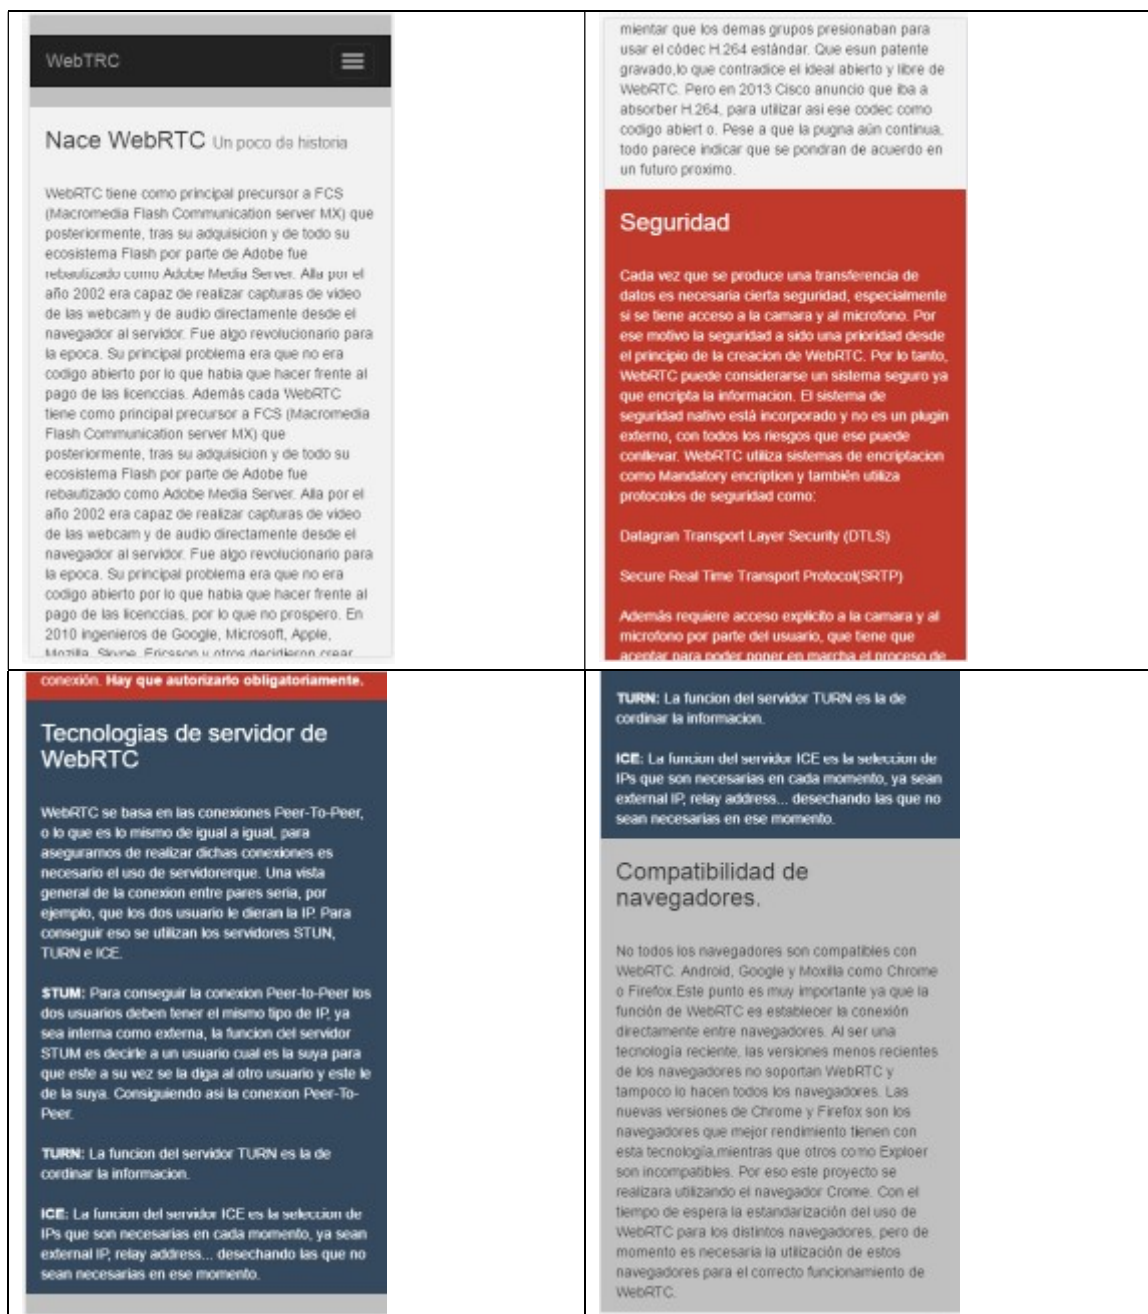 WebTRC
Nace WebRTC Un poco de historia
WebRTC tiene como principal precursor a FCS
(Macromedia Flash Communication server MX) que
posteriormente, tras su adquisicion y de todo su
ecosistema Flash por parte de Adobe fue
rebautizado como Adobe Media Server. Alla por el
año 2002 era capaz de realizar capturas de video
de las webcam y de audio directamente desde el
navegador al servidor. Fue algo revolucionario para
la epoca. Su principal problema era que no era
codigo abierto por lo que habia que hacer frente al
pago de las licenccias. Además cada WebRTC
tiene como principal precursor a FCS (Macromedia
Flash Communication server MX) que
posteriormente, tras su adquisicion y de todo su
ecosistema Flash por parte de Adobe fue
rebautizado como Adobe Media Server. Alla por el
año 2002 era capaz de realizar capturas de video
de las webcam y de audio directamente desde el
navegador al servidor. Fue algo revolucionario para
la epoca. Su principal problema era que no era
codigo abierto por lo que habia que hacer frente al
pago de las licenccias, por lo que no prospero. En
2010 ingenieros de Google, Microsoft, Apple,
Mozilla, Skype, Ericsson y otros decidieron crear
mientar que los demas grupos presionaban para
usar el códec H.264 estándar. Que esun patente
gravado,lo que contradice el ideal abierto y libre de
WebRTC. Pero en 2013 Cisco anuncio que iba a
absorber H.264, para utilizar asi ese codec como
codigo abiert o. Pese a que la pugna aún continua,
todo parece indicar que se pondran de acuerdo en
un futuro proximo.
Seguridad
Cada vez que se produce una transferencia de
datos es necesaria cierta seguridad, especialmente
si se tiene acceso a la camara y al microfono. Por
ese motivo la seguridad a sido una prioridad desde
el principio de la creacion de WebRTC. Por lo tanto,
WebRTC puede considerarse un sistema seguro ya
que encripta la informacion. El sistema de
seguridad nativo está incorporado y no es un plugin
externo, con todos los riesgos que eso puede
conllevar. WebRTC utiliza sistemas de encriptacion
como Mandatory encription y también utiliza
protocolos de seguridad como:
Datagran Transport Layer Security (DTLS)
Secure Real Time Transport Protocol(SRTP)
Además requiere acceso explícito a la camara y al
microfono por parte del usuario, que tiene que
aceptar para poder poner en marcha el proceso de
conexión. Hay que autorizarlo obligatoriamente.
Tecnologias de servidor de
WebRTC
WebRTC se basa en las conexiones Peer-To-Peer,
o lo que es lo mismo de igual a igual, para
asegurarnos de realizar dichas conexiones es
necesario el uso de servidorerque. Una vista
general de la conexion entre pares seria, por
ejemplo, que los dos usuario le dieran la IP. Para
conseguir eso se utilizan los servidores STUN,
TURN e ICE.
STUM: Para conseguir la conexion Peer-to-Peer los
dos usuarios deben tener el mismo tipo de IP, ya
sea interna como externa, la funcion del servidor
STUM es decirle a un usuario cual es la suya para
que este a su vez se la diga al otro usuario y este le
de la suya. Consiguiendo asi la conexion Peer-To-
Peer.
TURN: La funcion del servidor TURN es la de
cordinar la informacion.
ICE: La funcion del servidor ICE es la seleccion de
IPs que son necesarias en cada momento, ya sean
external IP, relay address... desechando las que no
sean necesarias en ese momento.
TURN: La funcion del servidor TURN es la de
cordinar la informacion.
ICE: La funcion del servidor ICE es la seleccion de
IPs que son necesarias en cada momento, ya sean
external IP, relay address... desechando las que no
sean necesarias en ese momento.
Compatibilidad de
navegadores.
No todos los navegadores son compatibles con
WebRTC. Android, Google y Moxilla como Chrome
o Firefox.Este punto es muy importante ya que la
función de WebRTC es establecer la conexión
directamente entre navegadores. Al ser una
tecnología reciente, las versiones menos recientes
de los navegadores no soportan WebRTC y
tampoco lo hacen todos los navegadores. Las
nuevas versiones de Chrome y Firefox son los
navegadores que mejor rendimiento tienen con
esta tecnología,mientras que otros como Exploer
son incompatibles. Por eso este proyecto se
realizara utilizando el navegador Crome. Con el
tiempo de espera la estandarización del uso de
WebRTC para los distintos navegadores, pero de
momento es necesaria la utilización de estos
navegadores para el correcto funcionamiento de
WebRTC.